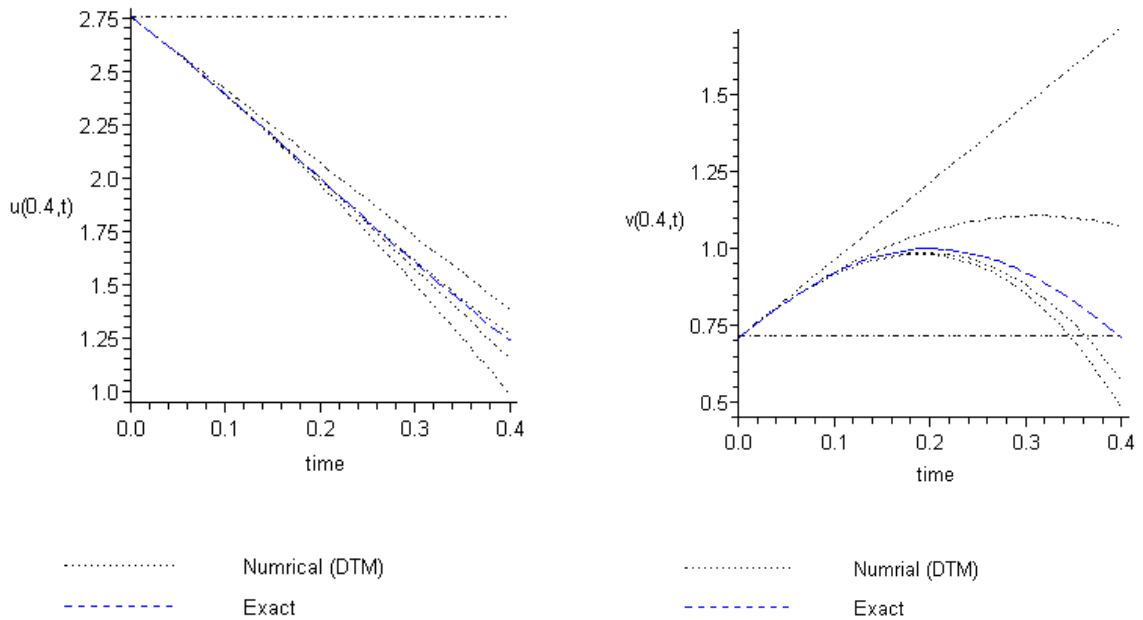 2.75
2.5
2.25
2.0
u(0.4,t)
1.75
1.5
1.25
1.0
0.0 0.1 0.2 0.3 0.4
time
Numrical (DTM)
Exact
1.5
1.25
v(0.4,t)
1.0
0.75
0.5
0.0 0.1 0.2 0.3 0.4
time
Numrial (DTM)
Exact